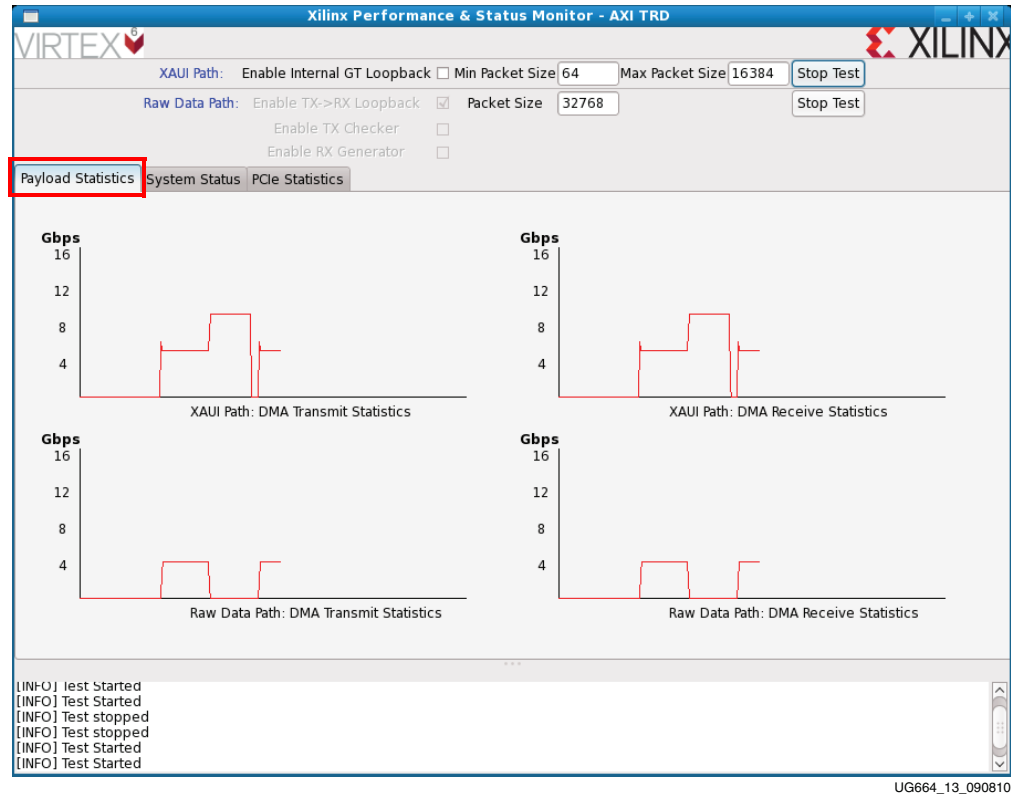 Xilinx Performance & Status Monitor - AXI TRD
VIRTEX 6
XILINX
XAUI Path: Enable Internal GT Loopback Min Packet Size 64 Max Packet Size 16384 Stop Test
Raw Data Path: Enable TX->RX Loopback Packet Size 32768 Stop Test
Enable TX Checker
Enable RX Generator
Payload Statistics System Status PCIe Statistics
Gbps
16
12
8
4
XAUI Path: DMA Transmit Statistics
Gbps
16
12
8
4
XAUI Path: DMA Receive Statistics
Gbps
16
12
8
4
Raw Data Path: DMA Transmit Statistics
Gbps
16
12
8
4
Raw Data Path: DMA Receive Statistics
[INFO] Test Started
[INFO] Test Started
[INFO] Test stopped
[INFO] Test stopped
[INFO] Test Started
[INFO] Test Started
UG664_13_090810